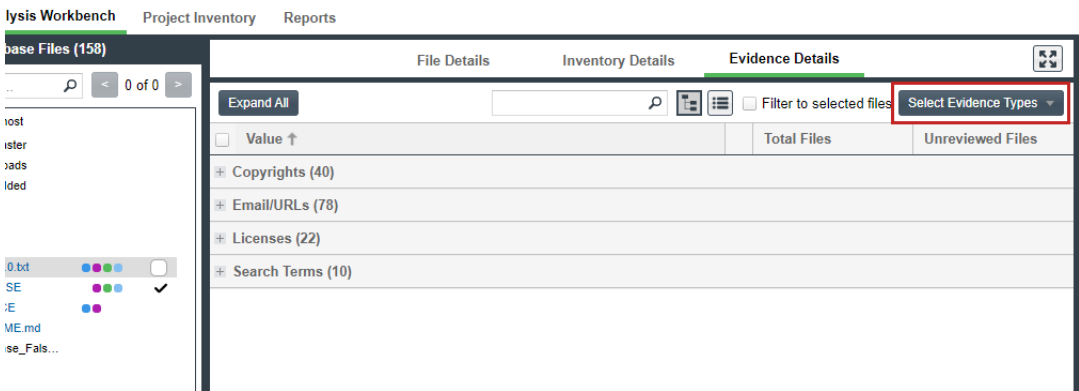 lysis Workbench Project Inventory Reports
base Files (158)
File Details Inventory Details Evidence Details
... < 0 of 0 >
Expand All Filter to selected files Select Evidence Types
Value ↑ Total Files Unreviewed Files
Copyrights (40)
Email/URLs (78)
Licenses (22)
Search Terms (10)
ost
ster
oads
lded
0.txt
SE
CE
ME.md
se_Fals...